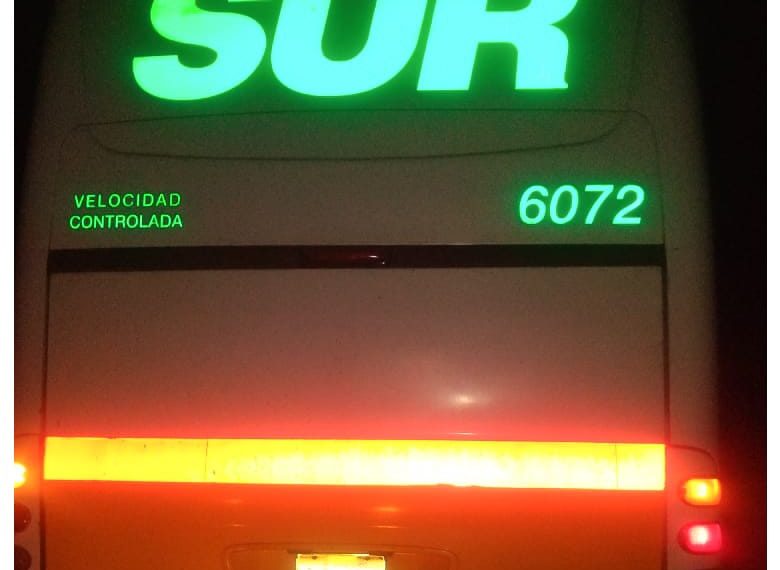 SUR
VELOCIDAD
CONTROLADA
6072